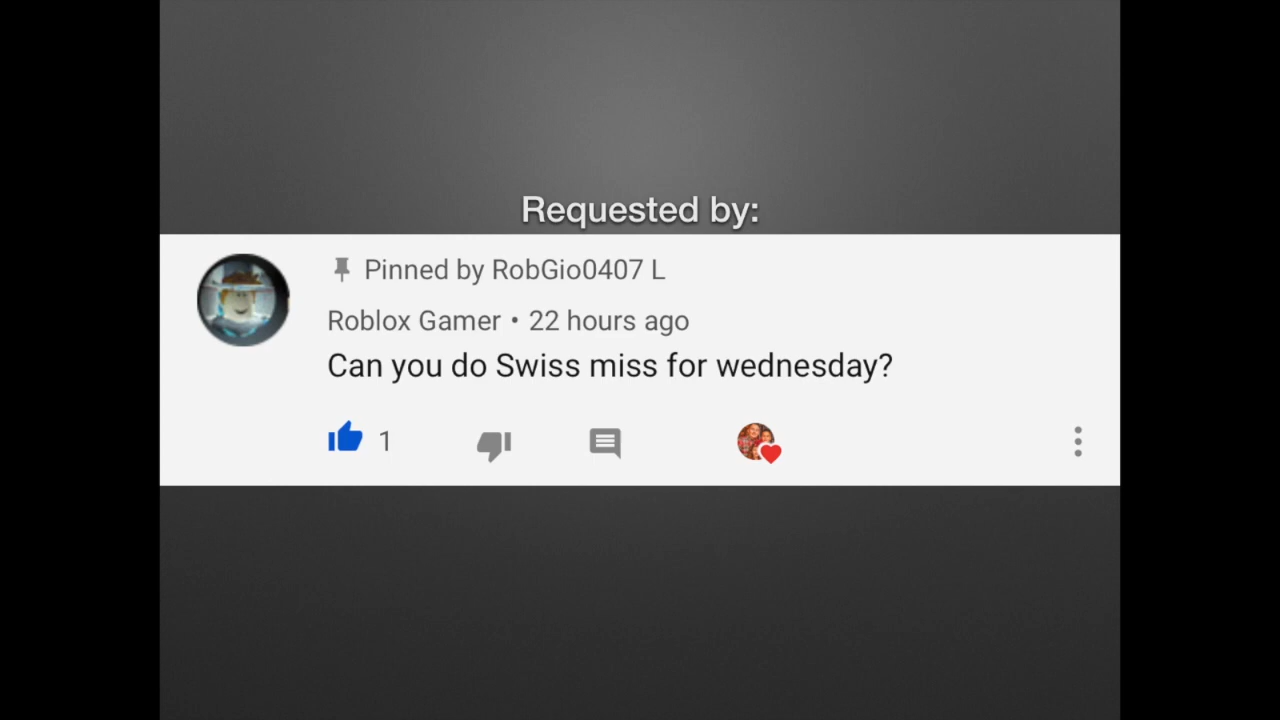 Requested by:
Pinned by RobGio0407 L
Roblox Gamer • 22 hours ago
Can you do Swiss miss for wednesday?
1